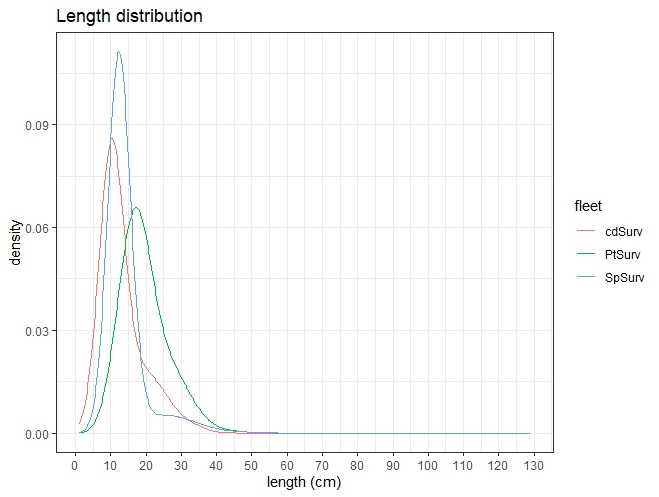 Length distribution
density
0.09
0.06
0.03
0.00
0 10 20 30 40 50 60 70 80 90 100 110 120 130
length (cm)
fleet
cdSurv
PtSurv
SpSurv